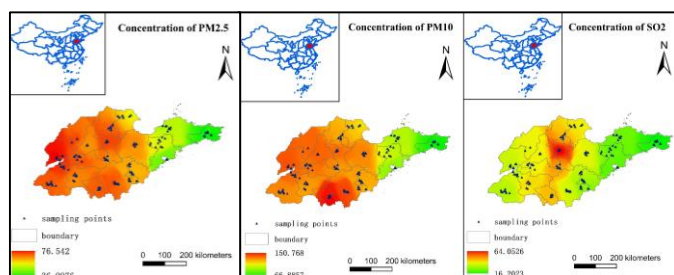 Concentration of PM2.5
N
sampling points
boundary
76.542
0 100 200 kilometers
Concentration of PM10
N
sampling points
boundary
150.768
0 100 200 kilometers
Concentration of SO2
N
sampling points
boundary
64.0526
0 100 200 kilometers
16.2023